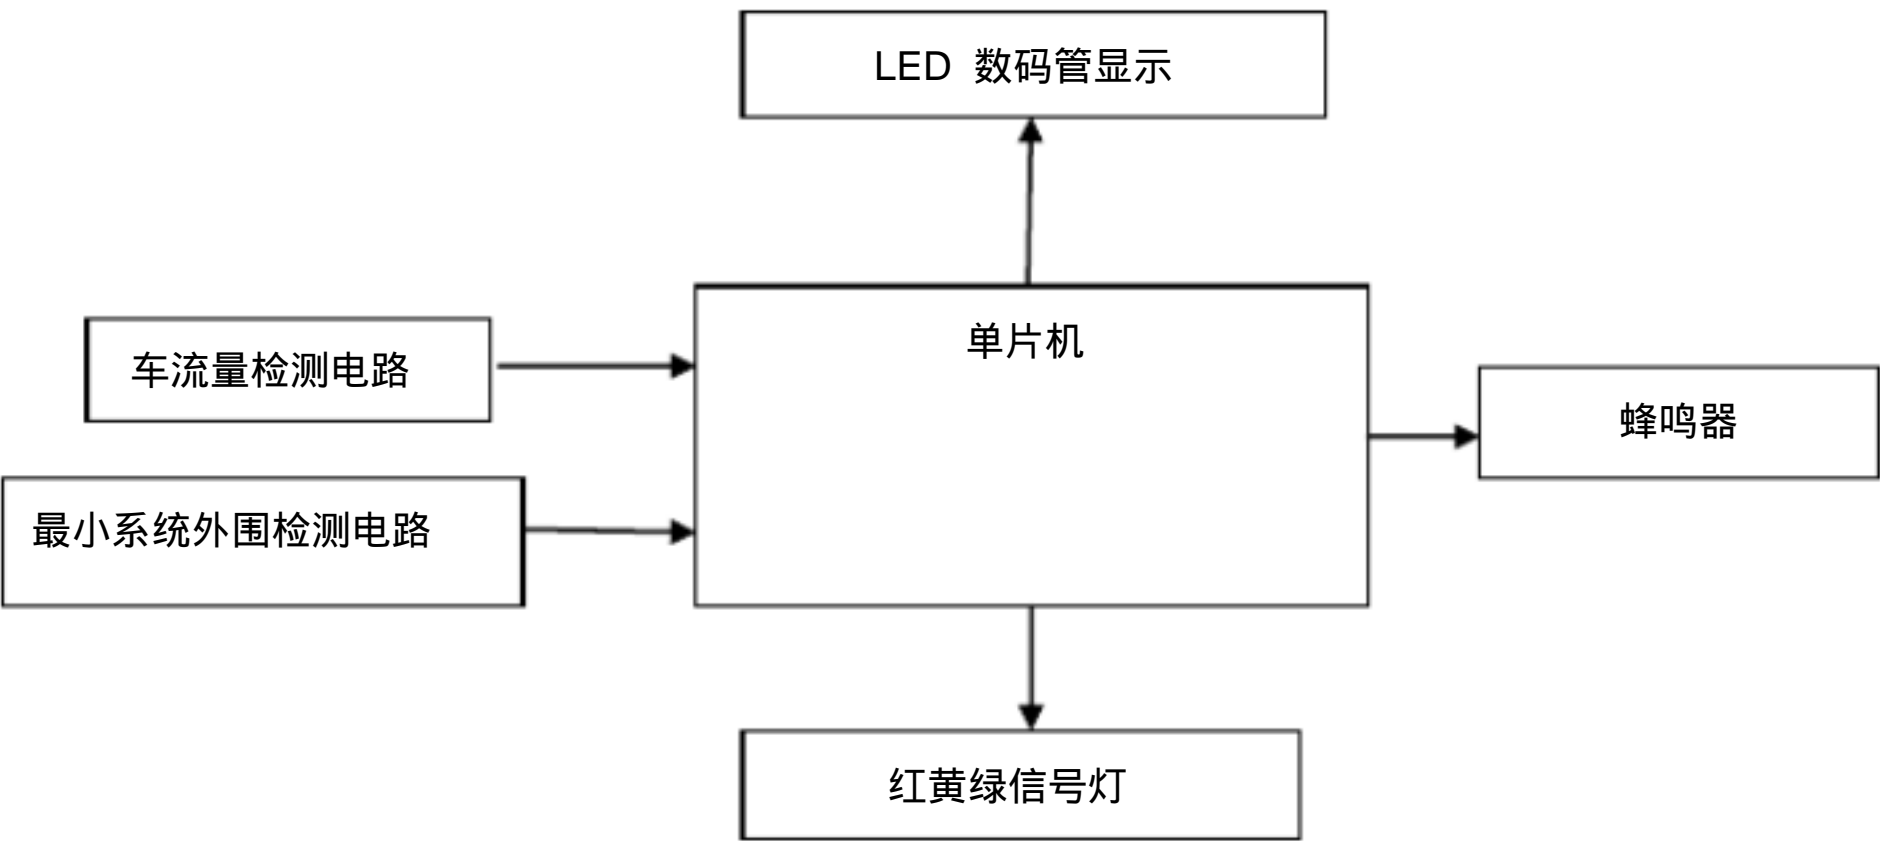 LED 数码管显示
单片机
车流量检测电路
蜂鸣器
最小系统外围检测电路
红黄绿信号灯